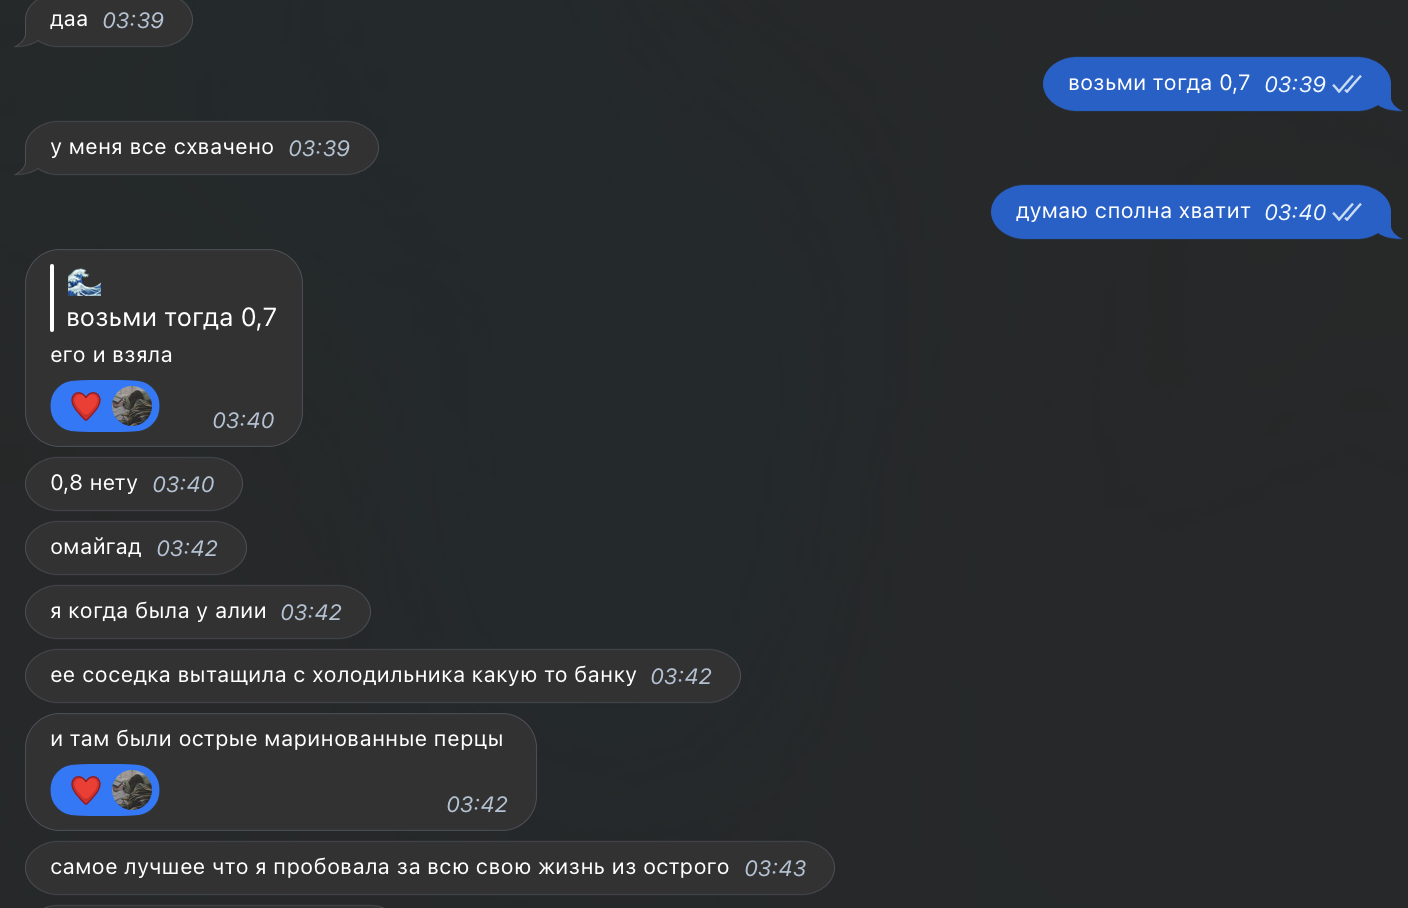 даа 03:39
возьми тогда 0,7 03:39
у меня все схвачено 03:39
думаю сполна хватит 03:40
🌊
возьми тогда 0,7
его и взяла
03:40
0,8 нету 03:40
омайгад 03:42
я когда была у алии 03:42
ее соседка вытащила с холодильника какую то банку 03:42
и там были острые маринованные перцы
03:42
самое лучшее что я пробовала за всю свою жизнь из острого 03:43